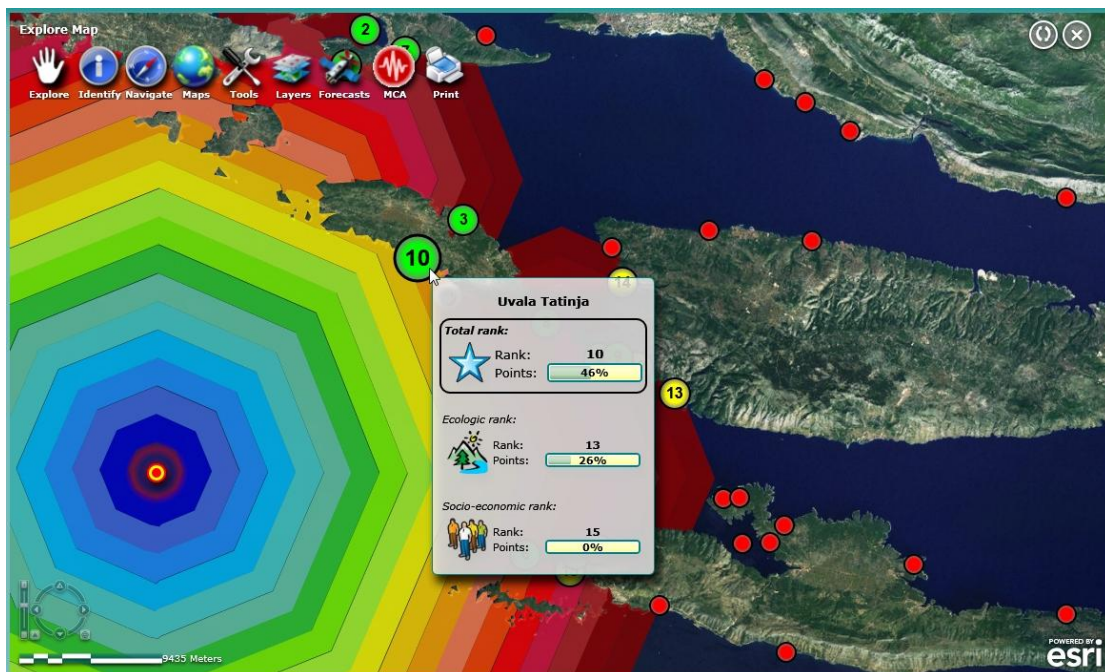 Explore Map
2
Explore Identify Navigate Maps Tools Layers Forecasts MCA Print
3
10
14
Uvala Tatinja
Total rank:
Rank: 10
Points: 46%
13
Ecologic rank:
Rank: 13
Points: 26%
Socio-economic rank:
Rank: 15
Points: 0%
9435 Meters
POWERED BY
esri